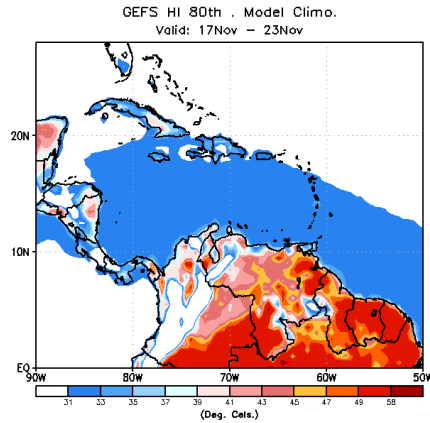 GEFS HI 80th . Model Climo.
Valid: 17Nov – 23Nov
20N
10N
EQ
90W 80W 70W 60W 50W
31 33 35 37 39 41 43 45 47 49 58
(Deg. Cels.)